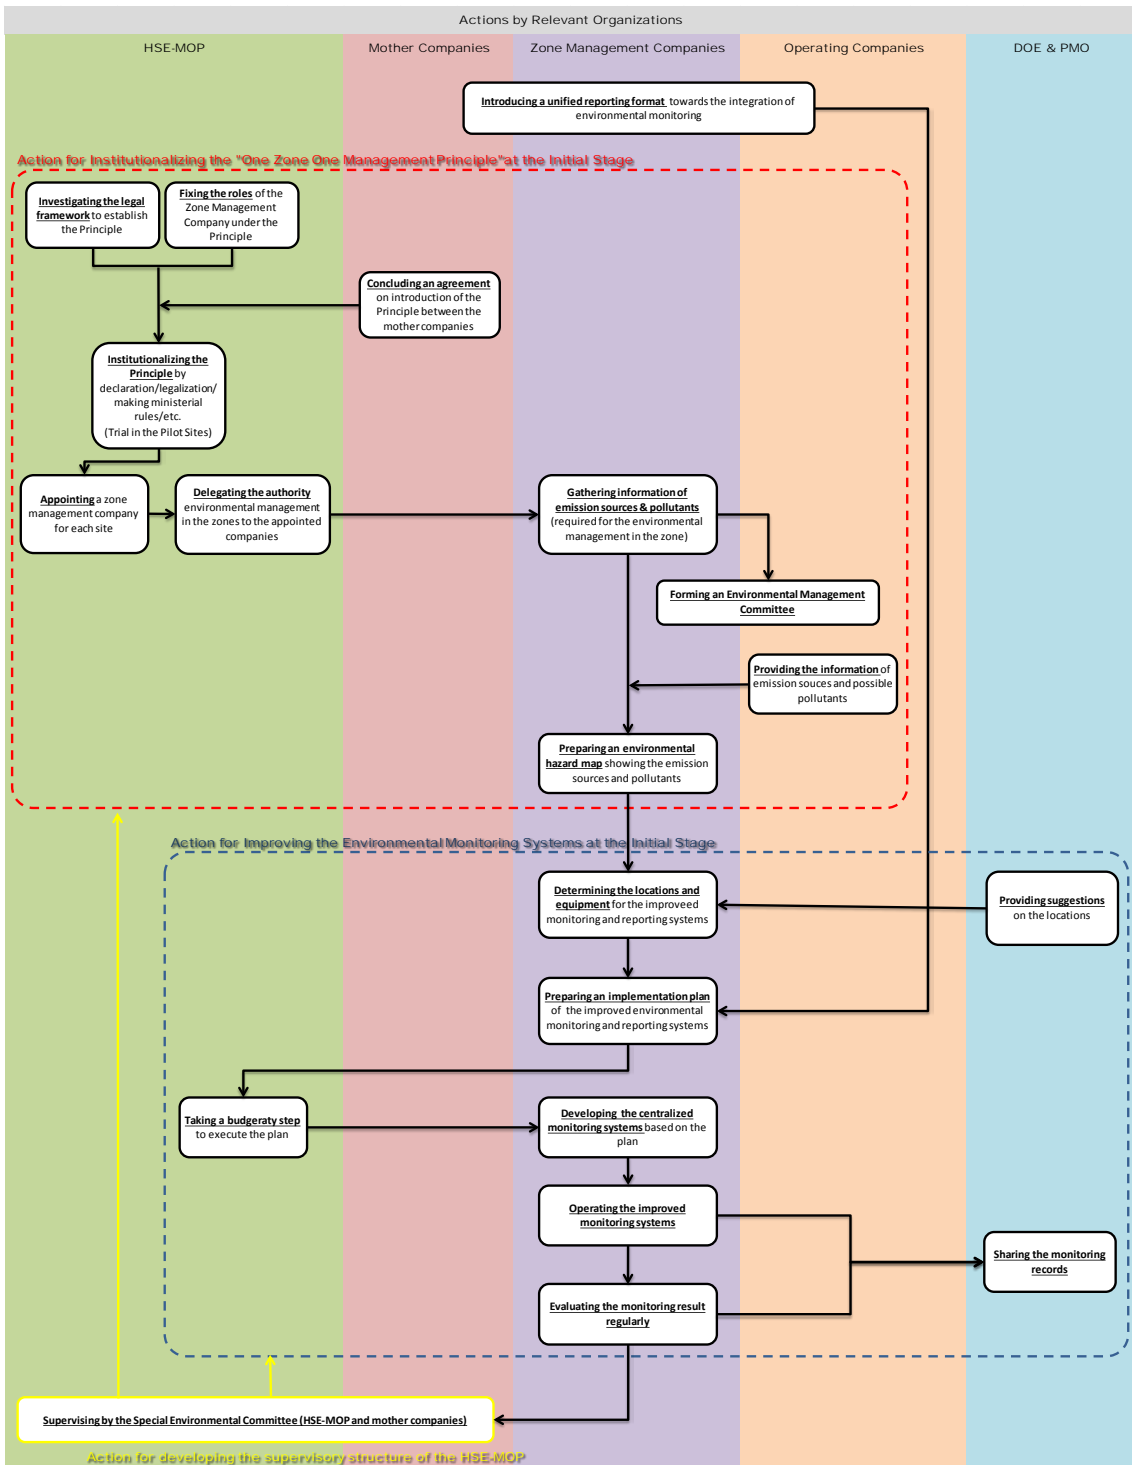 Actions by Relevant Organizations
HSE-MOP
Mother Companies
Zone Management Companies
Operating Companies
DOE & PMO
Introducing a unified reporting format towards the integration of
environmental monitoring
Action for Institutionalizing the "One Zone One Management Principle"at the Initial Stage
Investigating the legal
framework to establish
the Principle
Fixing the roles of the
Zone Management
Company under the
Principle
Concluding an agreement
on introduction of the
Principle between the
mother companies
Institutionalizing the
Principle by
declaration/legalization/
making ministerial
rules/etc.
(Trial in the Pilot Sites)
Appointing a zone
management company
for each site
Delegating the authority
environmental management
in the zones to the appointed
companies
Gathering information of
emission sources & pollutants
(required for the environmental
management in the zone)
Forming an Environmental Management
Committee
Providing the information of
emission souces and possible
pollutants
Preparing an environmental
hazard map showing the emission
sources and pollutants
Action for Improving the Environmental Monitoring Systems at the Initial Stage
Determining the locations and
equipment for the improveed
monitoring and reporting systems
Providing suggestions
on the locations
Preparing an implementation plan
of the improved environmental
monitoring and reporting systems
Taking a budgeraty step
to execute the plan
Developing the centralized
monitoring systems based on the
plan
Operating the improved
monitoring systems
Sharing the monitoring
records
Evaluating the monitoring result
regularly
Supervising by the Special Environmental Committee (HSE-MOP and mother companies)
Action for developing the supervisory structure of the HSE-MOP